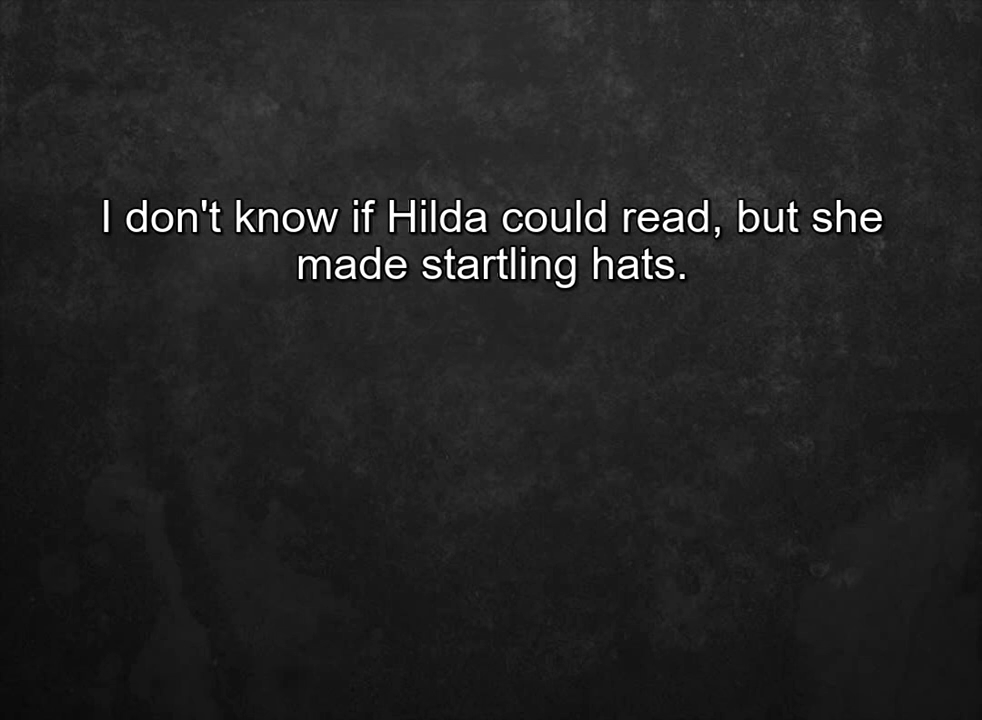 I don't know if Hilda could read, but she
made startling hats.